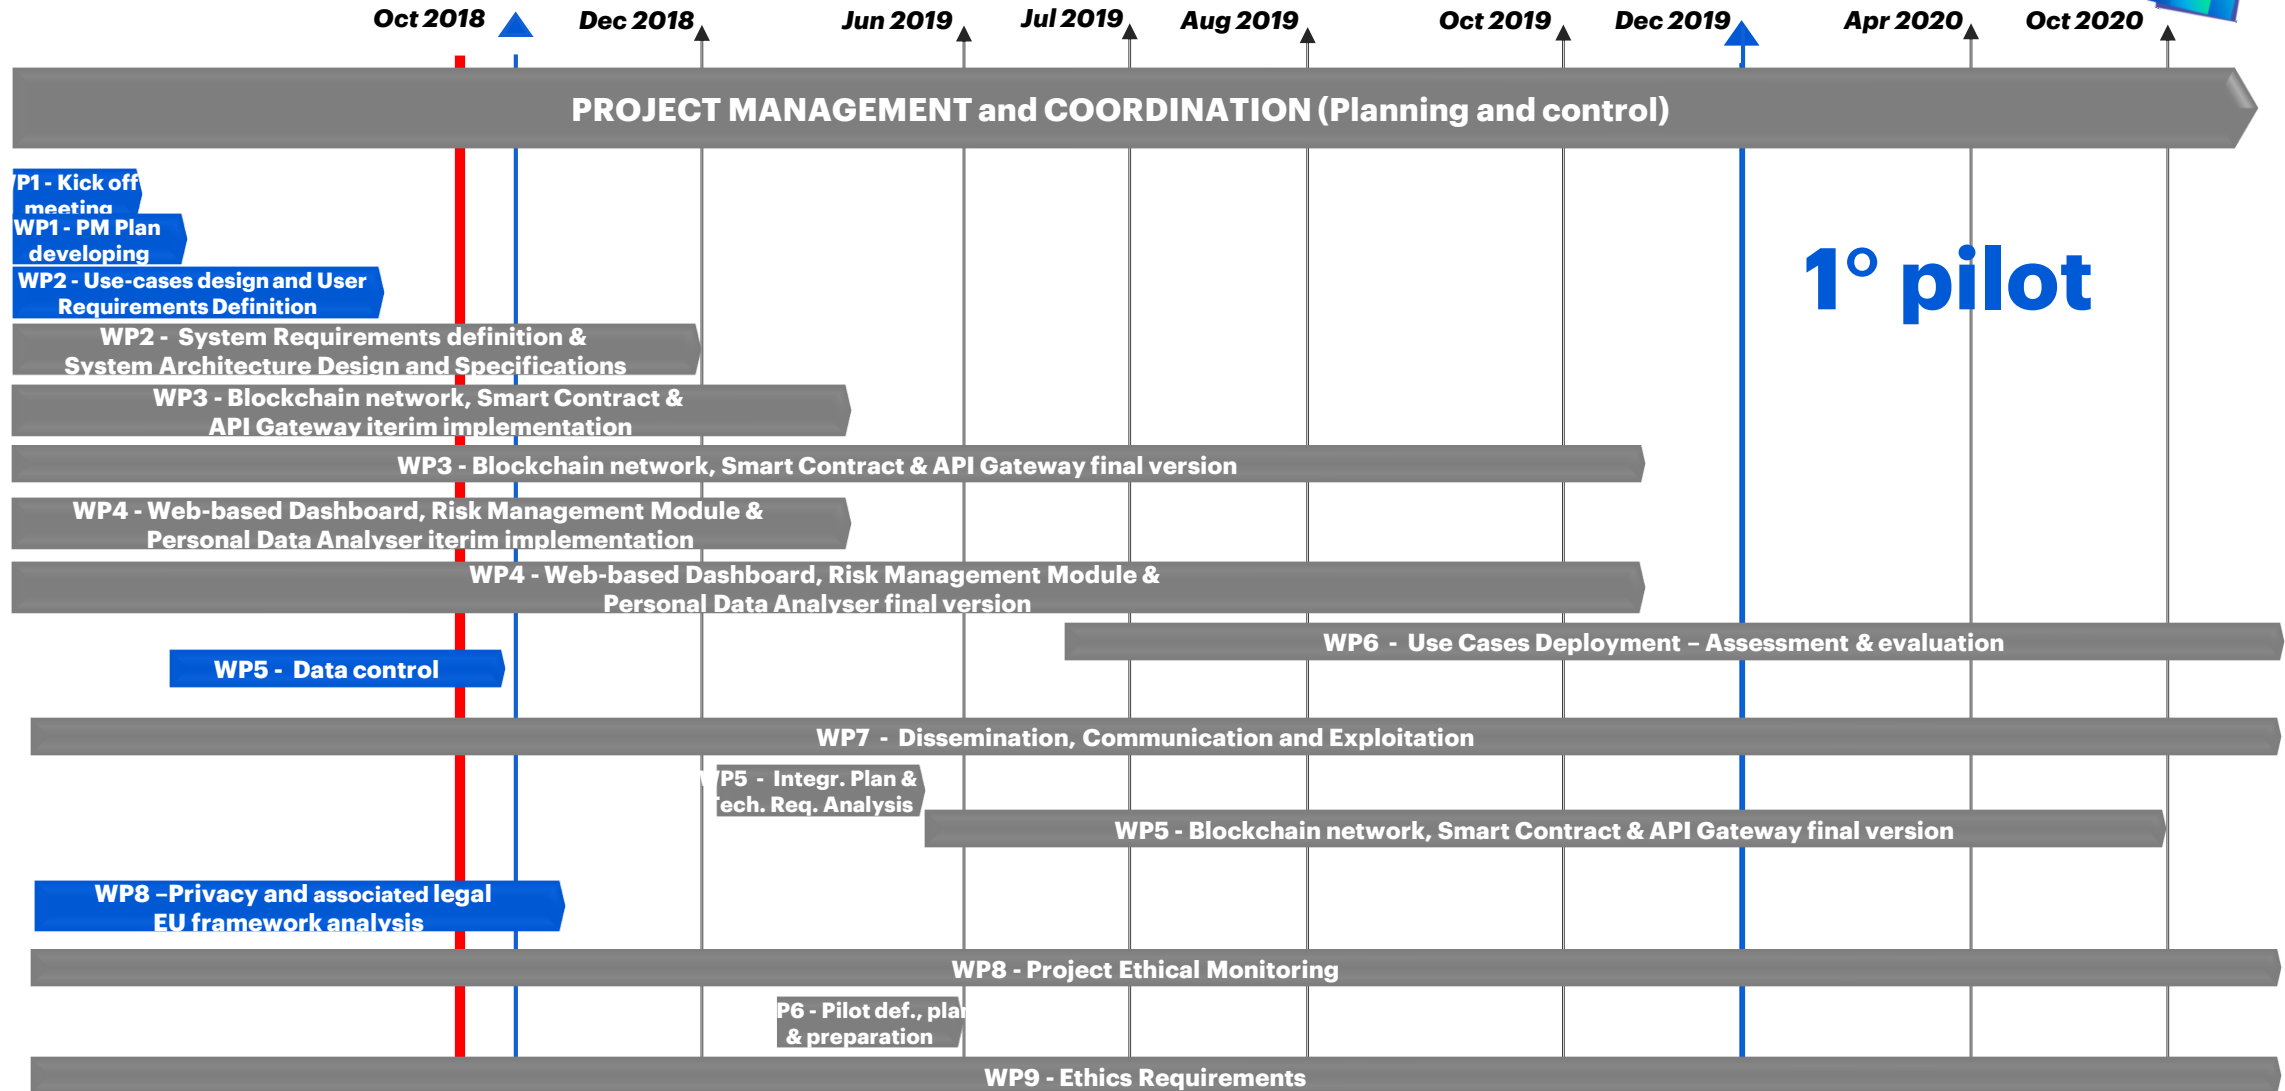 Oct 2018
Dec 2018
Jun 2019
Jul 2019
Aug 2019
Oct 2019
Dec 2019
Apr 2020
Oct 2020
PROJECT MANAGEMENT and COORDINATION (Planning and control)
P1 - Kick off
meeting
WP1 - PM Plan
developing
WP2 - Use-cases design and User
Requirements Definition
1° pilot
WP2 - System Requirements definition &
System Architecture Design and Specifications
WP3 - Blockchain network, Smart Contract &
API Gateway iterim implementation
WP3 - Blockchain network, Smart Contract & API Gateway final version
WP4 - Web-based Dashboard, Risk Management Module &
Personal Data Analyser iterim implementation
WP4 - Web-based Dashboard, Risk Management Module &
Personal Data Analyser final version
WP6 - Use Cases Deployment – Assessment & evaluation
WP5 - Data control
WP7 - Dissemination, Communication and Exploitation
P5 - Integr. Plan &
ech. Req. Analysis
WP5 - Blockchain network, Smart Contract & API Gateway final version
WP8 –Privacy and associated legal
EU framework analysis
WP8 - Project Ethical Monitoring
P6 - Pilot def., plan
& preparation
WP9 - Ethics Requirements